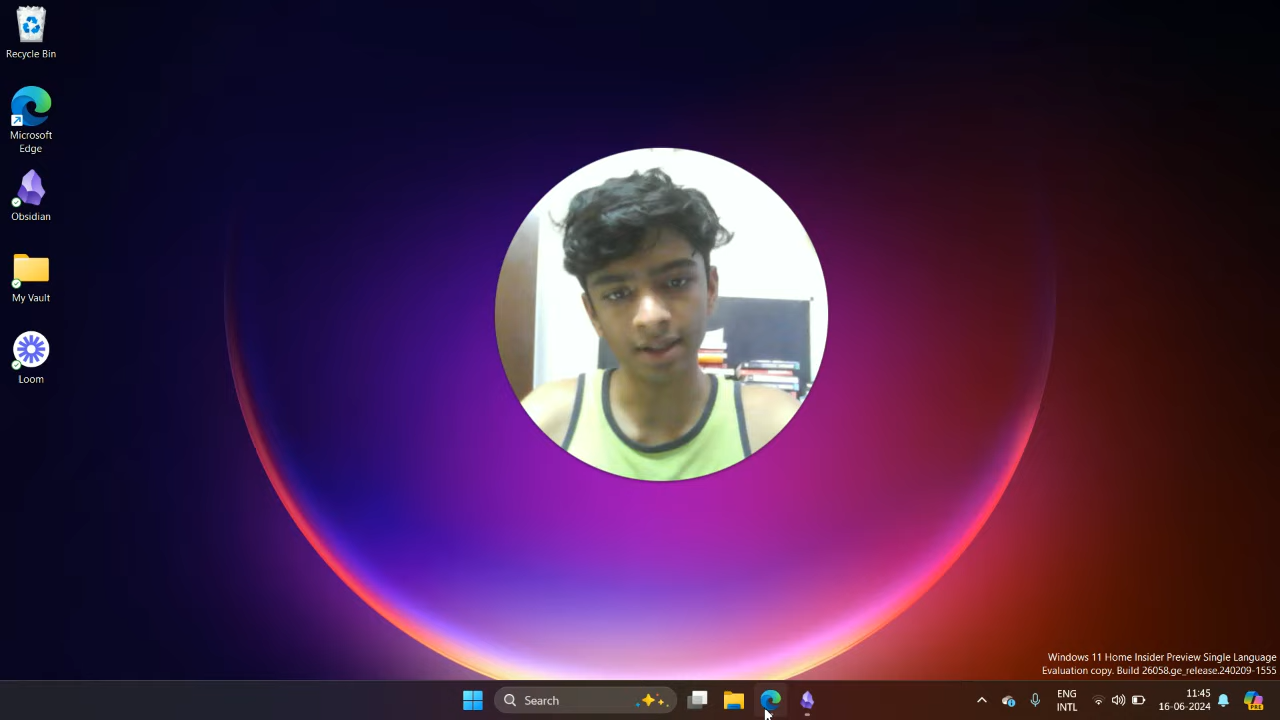 Recycle Bin
Microsoft
Edge
Obsidian
My Vault
Loom
Windows 11 Home Insider Preview Single Language
Evaluation copy. Build 26058.ge_release.240209-1555
Search
ENG
INTL
11:45
16-06-2024
PRE